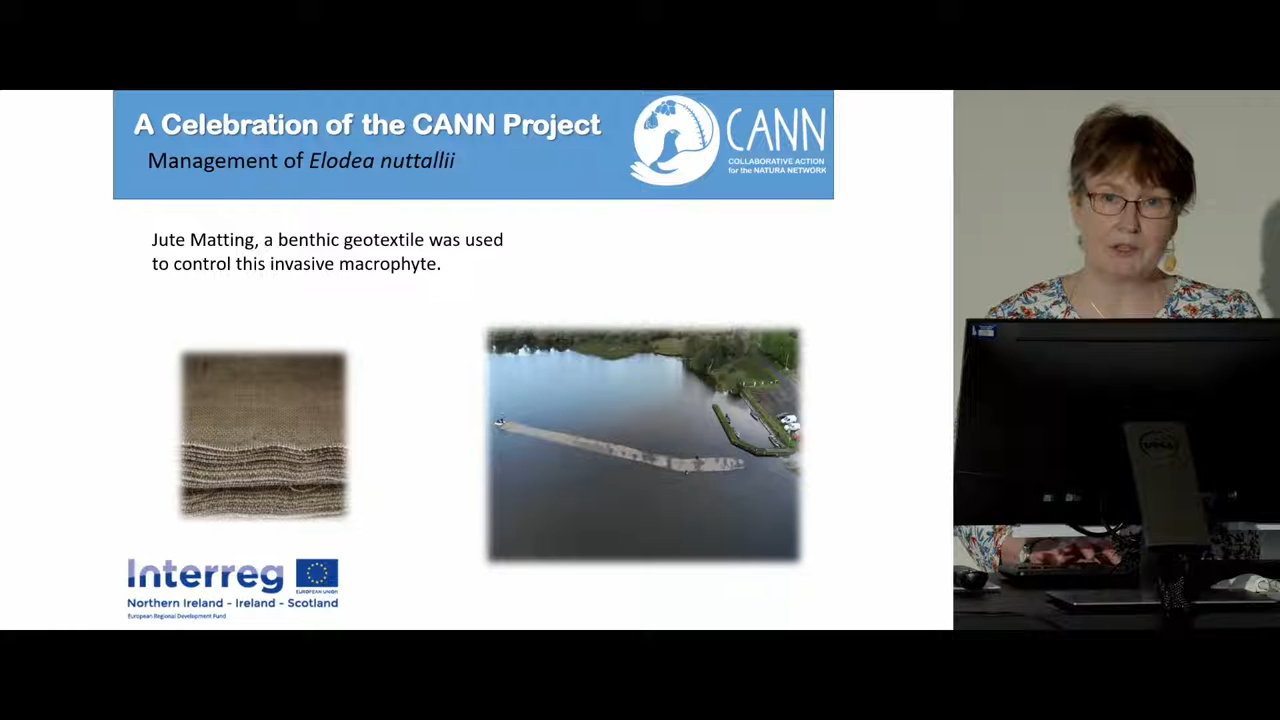 A Celebration of the CANN Project
Management of Elodea nuttallii
CANN
COLLABORATIVE ACTION
for the NATURA NETWORK
Jute Matting, a benthic geotextile was used
to control this invasive macrophyte.
Interreg
EUROPEAN UNION
Northern Ireland - Ireland - Scotland
European Regional Development Fund
DELL